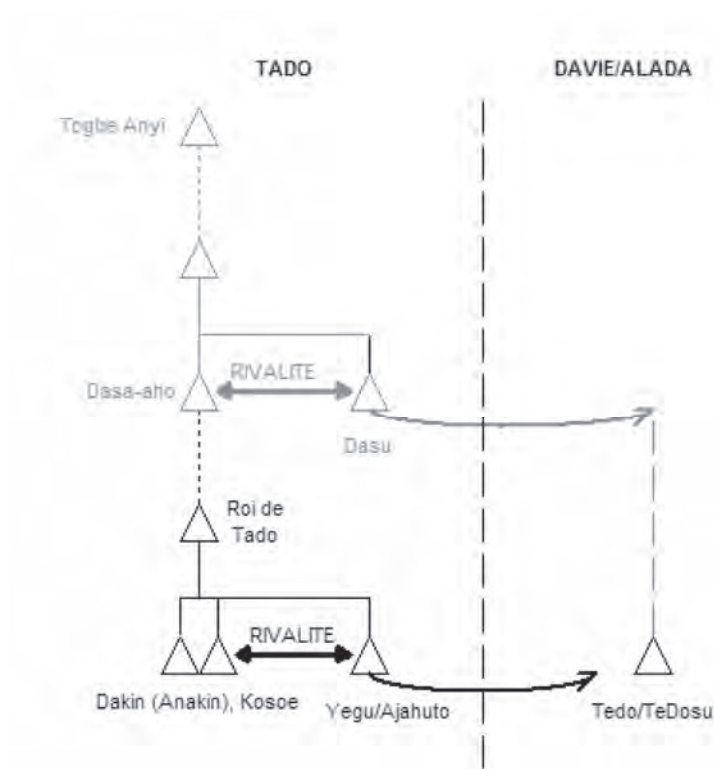 TADO
DAVIE/ALADA
Togbe Anyi
Dasa-aho
RIVALITE
Dasu
Roi de
Tado
RIVALITE
Dakin (Anakin), Kosoe
Yegu/Ajahuto
Tedo/TeDosu